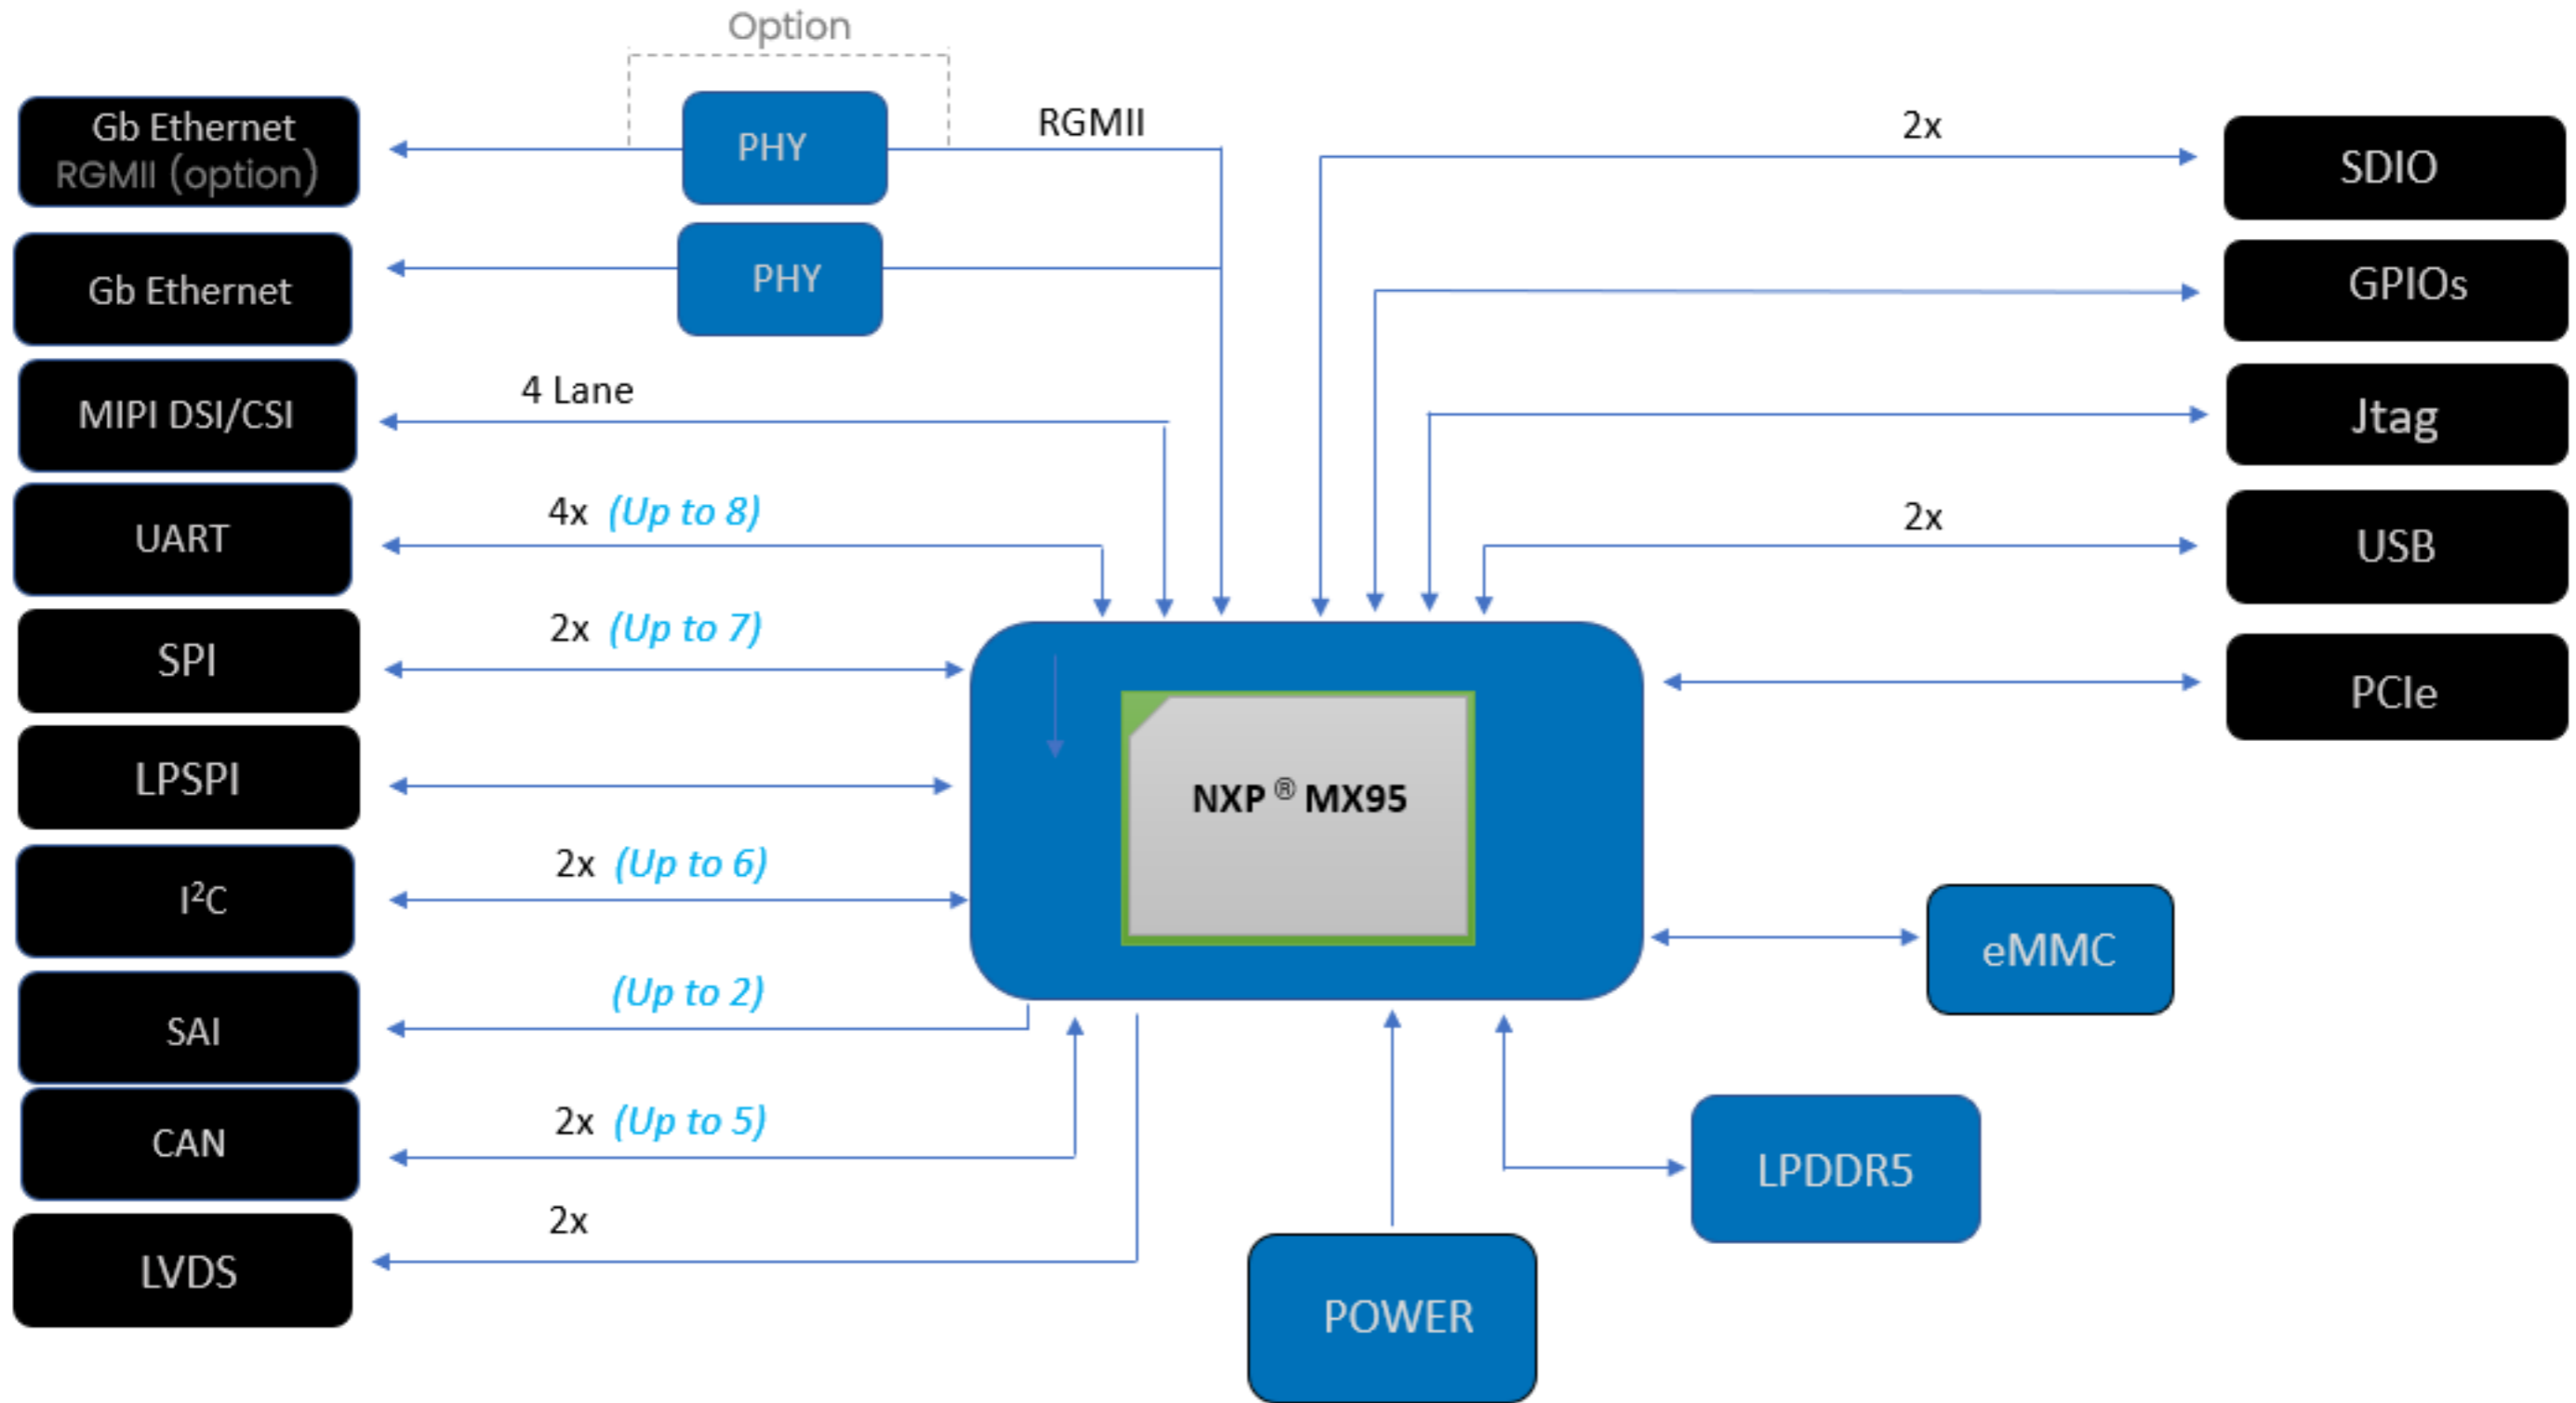 Option
Gb Ethernet
RGMII (option)
PHY
RGMII
2x
SDIO
Gb Ethernet
PHY
GPIOs
MIPI DSI/CSI
4 Lane
Jtag
UART
4x (Up to 8)
2x
USB
SPI
2x (Up to 7)
PCIe
LPSPI
NXP ® MX95
I²C
2x (Up to 6)
eMMC
SAI
(Up to 2)
CAN
2x (Up to 5)
LPDDR5
LVDS
2x
POWER